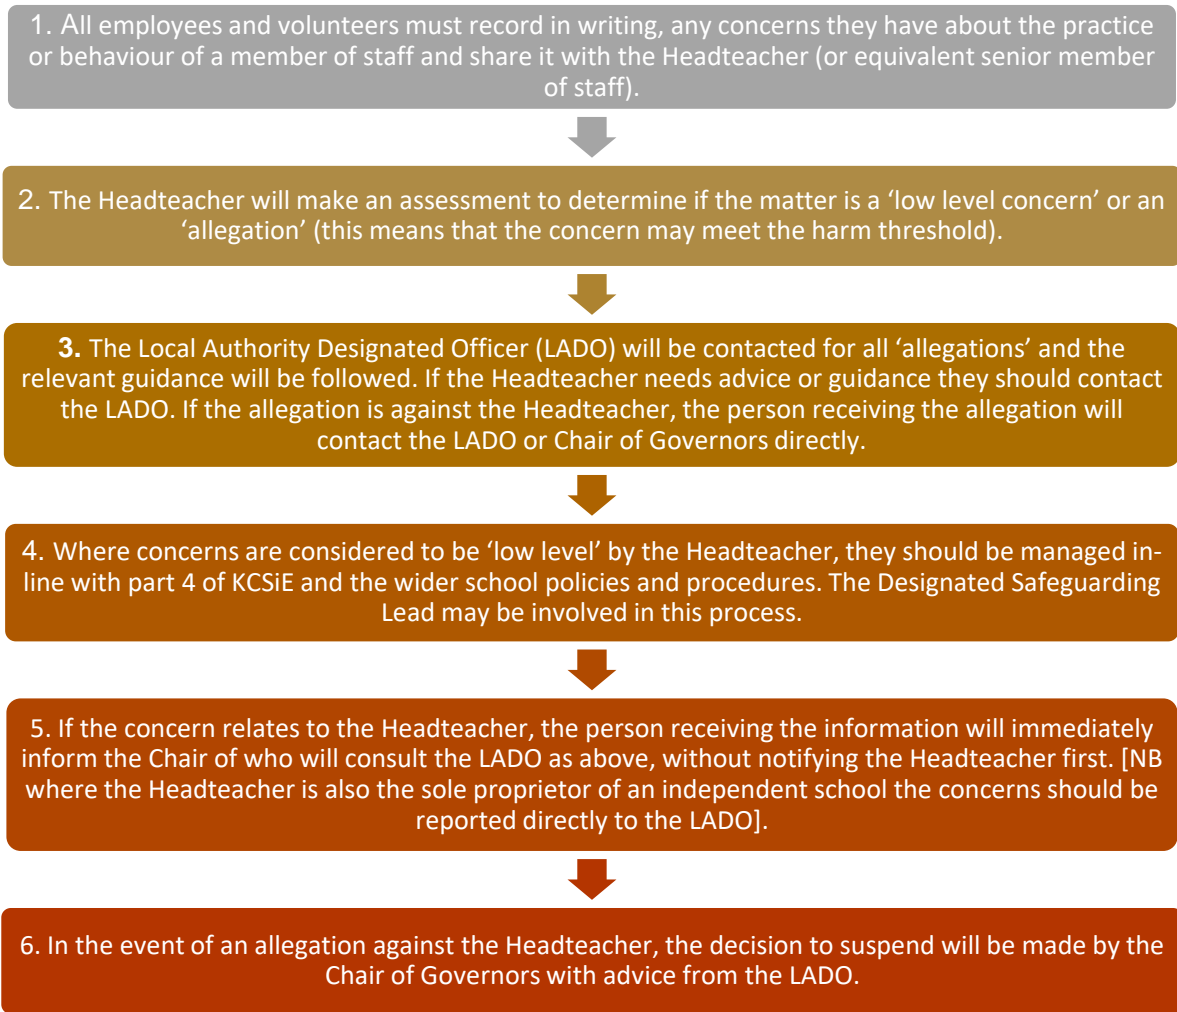 1. All employees and volunteers must record in writing, any concerns they have about the practice
or behaviour of a member of staff and share it with the Headteacher (or equivalent senior member
of staff).
2. The Headteacher will make an assessment to determine if the matter is a ‘low level concern’ or an
‘allegation’ (this means that the concern may meet the harm threshold).
3. The Local Authority Designated Officer (LADO) will be contacted for all ‘allegations’ and the
relevant guidance will be followed. If the Headteacher needs advice or guidance they should contact
the LADO. If the allegation is against the Headteacher, the person receiving the allegation will
contact the LADO or Chair of Governors directly.
4. Where concerns are considered to be ‘low level’ by the Headteacher, they should be managed in-
line with part 4 of KCSiE and the wider school policies and procedures. The Designated Safeguarding
Lead may be involved in this process.
5. If the concern relates to the Headteacher, the person receiving the information will immediately
inform the Chair of who will consult the LADO as above, without notifying the Headteacher first. [NB
where the Headteacher is also the sole proprietor of an independent school the concerns should be
reported directly to the LADO].
6. In the event of an allegation against the Headteacher, the decision to suspend will be made by the
Chair of Governors with advice from the LADO.